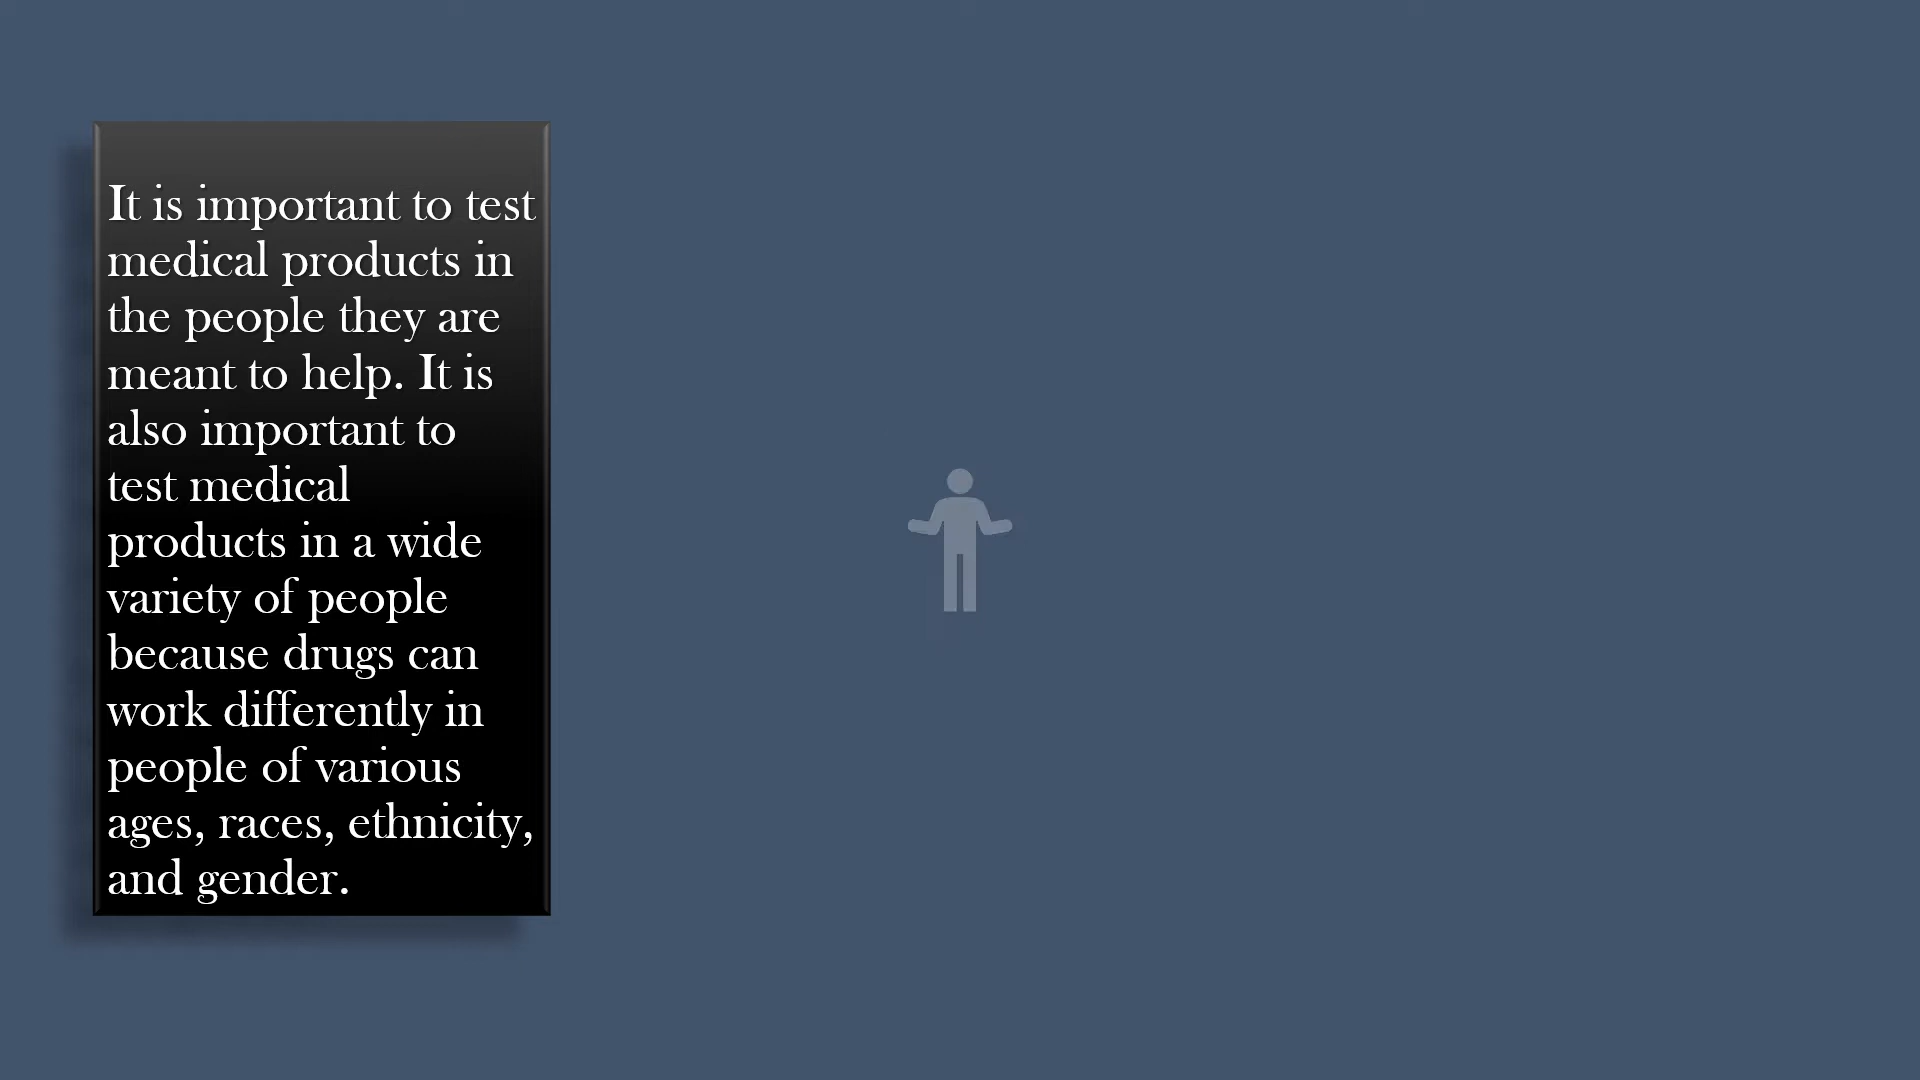 It is important to test
medical products in
the people they are
meant to help. It is
also important to
test medical
products in a wide
variety of people
because drugs can
work differently in
people of various
ages, races, ethnicity,
and gender.